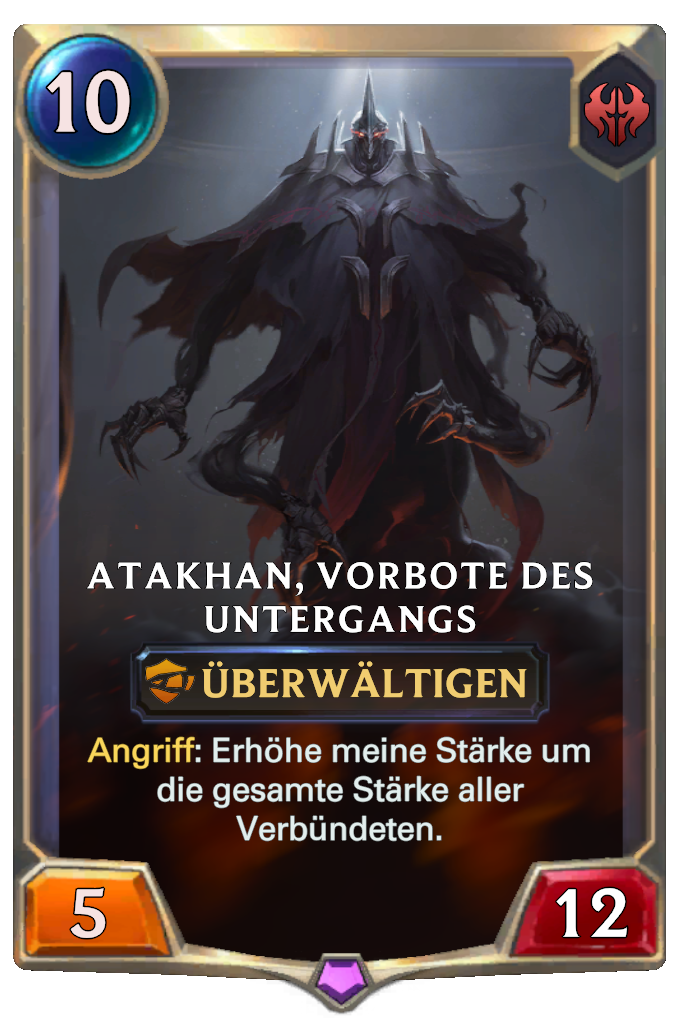 10
ATAKHAN, VORBOTE DES
UNTERGANGS
ÜBERWÄLTIGEN
Angriff: Erhöhe meine Stärke um
die gesamte Stärke aller
Verbündeten.
5
12